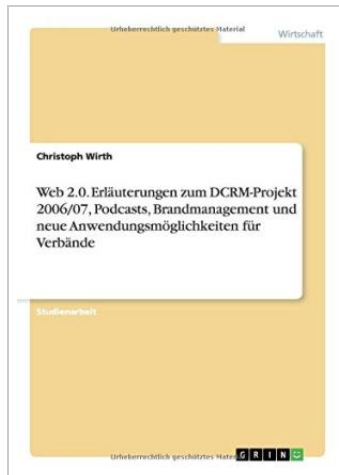 Urheberrechtlich geschütztes Material
Wirtschaft
Christoph Wirth
Web 2.0. Erläuterungen zum DCRM-Projekt
2006/07, Podcasts, Brandmanagement und
neue Anwendungsmöglichkeiten für
Verbände
Studienarbeit
Urheberrechtlich geschütztes Material
GRIN